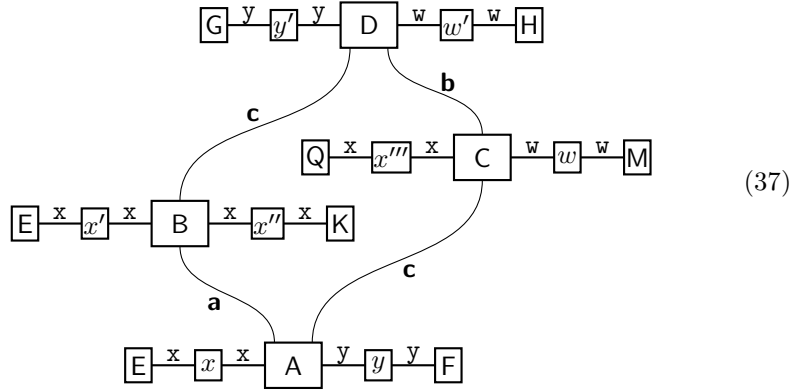 G y y′ y D w w′ w H
c b
Q x x‴ x C w w w M
(37)
E x x′ x B x x″ x K
a c
E x x x A y y y F